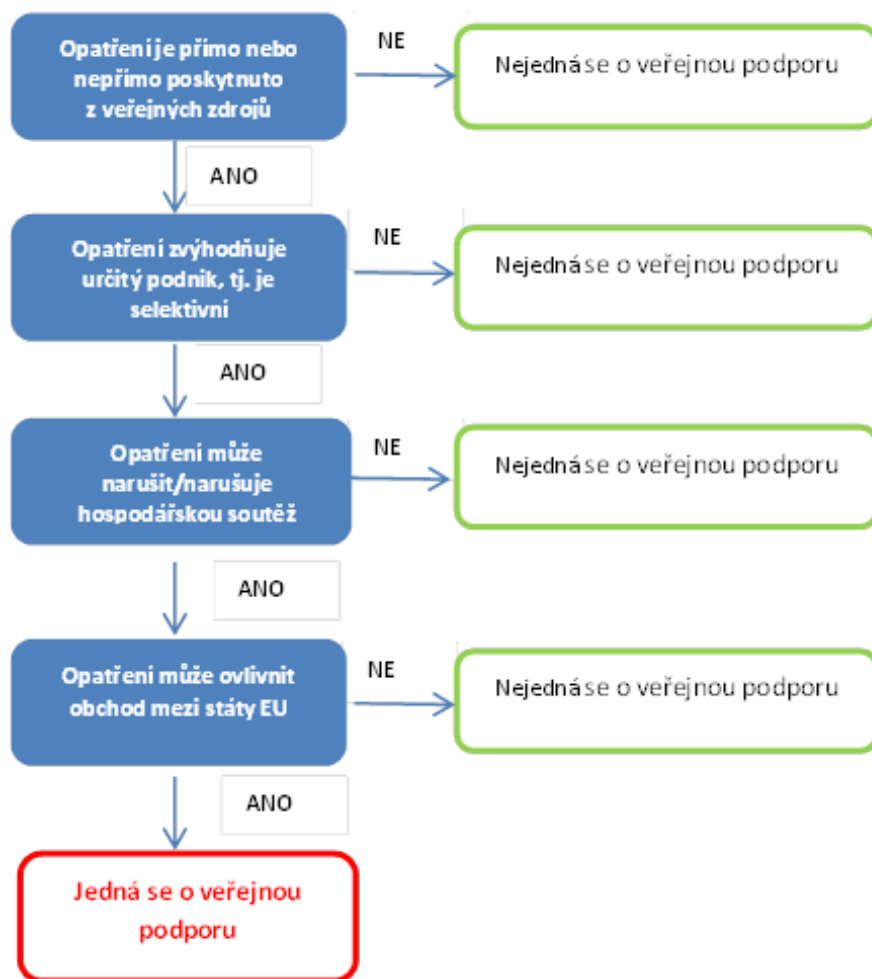 Opatření je přímo nebo
nepřímo poskytnuto
z veřejných zdrojů
NE
Nejedná se o veřejnou podporu
ANO
Opatření zvýhodňuje
určitý podnik, tj. je
selektivní
NE
Nejedná se o veřejnou podporu
ANO
Opatření může
narušit/narušuje
hospodářskou soutěž
NE
Nejedná se o veřejnou podporu
ANO
Opatření může ovlivnit
obchod mezi státy EU
NE
Nejedná se o veřejnou podporu
ANO
Jedná se o veřejnou
podporu